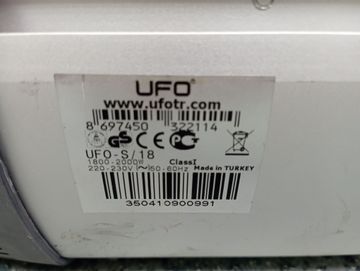 UFO
www.ufotr.com
8 697450 322114
UFO-S/18
1800-2000W ClassI
220-230V (~)50-60Hz Made in TURKEY
350410900991